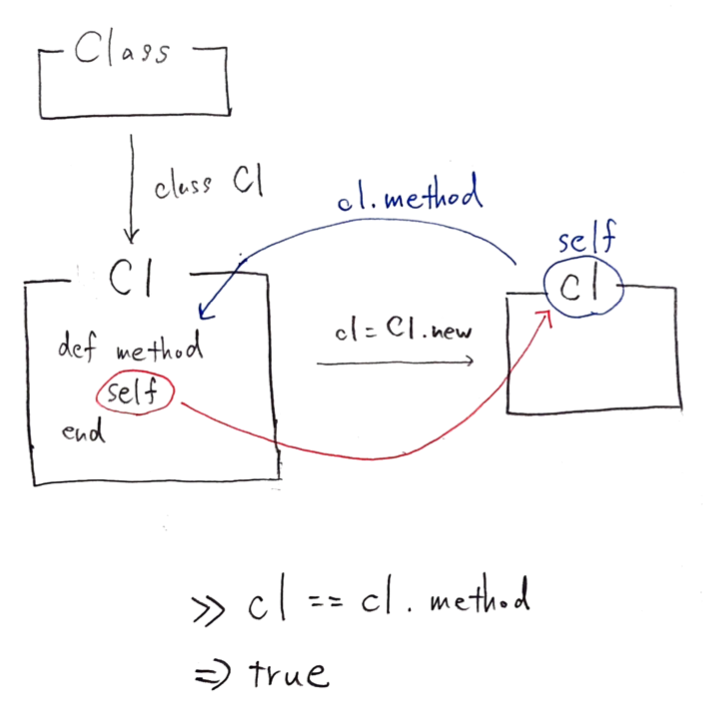 Class
class Cl
cl.method
self
Cl
cl
def method
self
end
cl = Cl.new
>> cl == cl.method
=> true